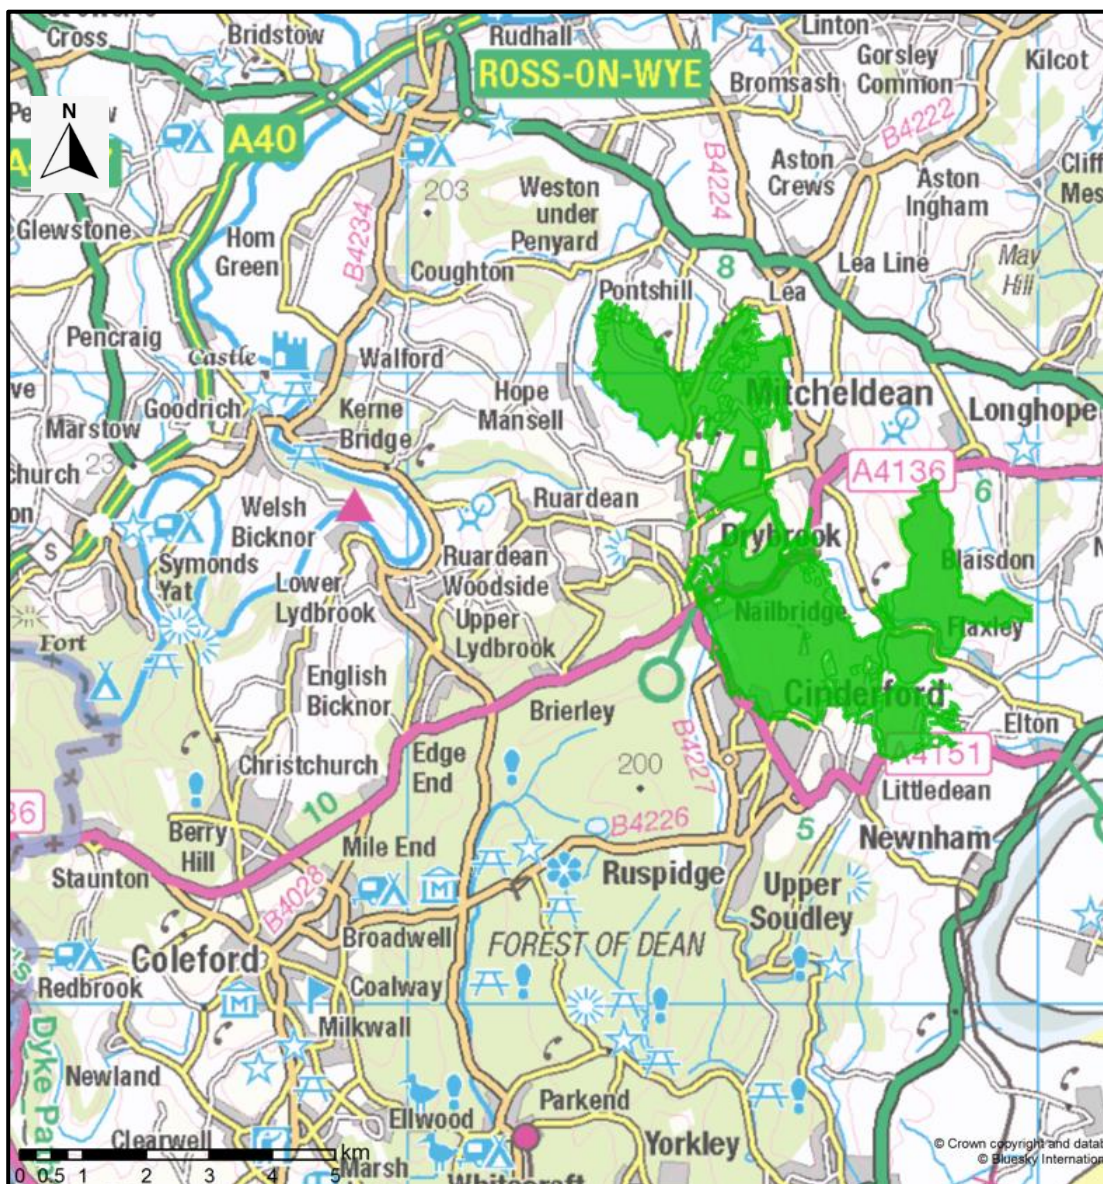 Cross
Bridstow
Rudhall
Linton
Gorsley
Common
Kilcot
ROSS-ON-WYE
4
Bromsash
N
A40
B4222
203
Weston
under
Penyard
B4224
Aston
Crews
Aston
Ingham
Glewstone
Hom
Green
B4234
Coughton
8
Lea Line
May
Hill
Pontshill
Lea
Pencraig
Castle
Walford
Hope
Mansell
Mitcheldean
Longhope
Goodrich
Marstow
Kerne
Bridge
23
A4136
6
Welsh
Bicknor
Ruardean
Drybrook
S
Symonds
Yat
Ruardean
Woodside
Blaisdon
Lower
Lydbrook
Nailbridge
Flaxley
Fort
Upper
Lydbrook
English
Bicknor
Cinderford
Brierley
Elton
Edge
End
B4227
Christchurch
200
A4151
Littledean
10
5
Berry
Hill
Mile End
B4226
Newnham
Staunton
B4028
Ruspidge
Upper
Soudley
Coleford
Broadwell
FOREST OF DEAN
Redbrook
Coalway
Milkwall
Newland
Parkend
Ellwood
Clearwell
Yorkley
0 0.5 1 2 3 4 5 km
Marsh
© Crown copyright and
© Bluesky